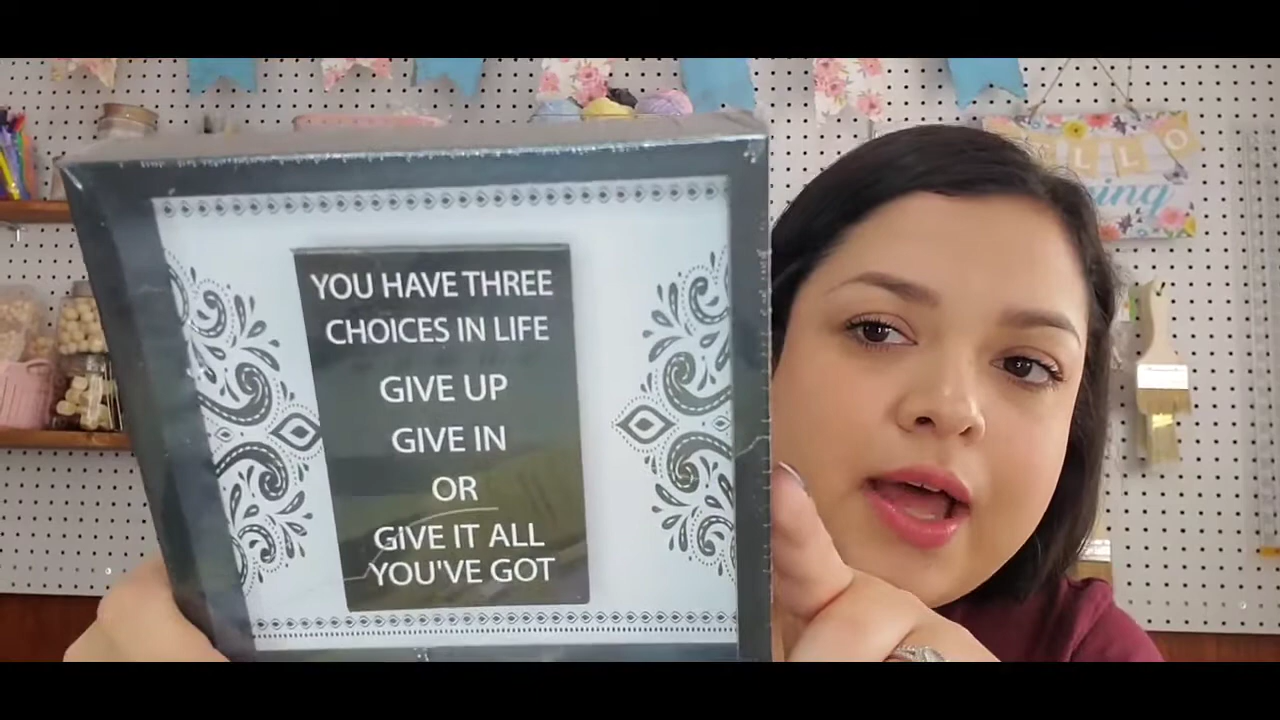 YOU HAVE THREE
CHOICES IN LIFE
GIVE UP
GIVE IN
OR
GIVE IT ALL
YOU'VE GOT